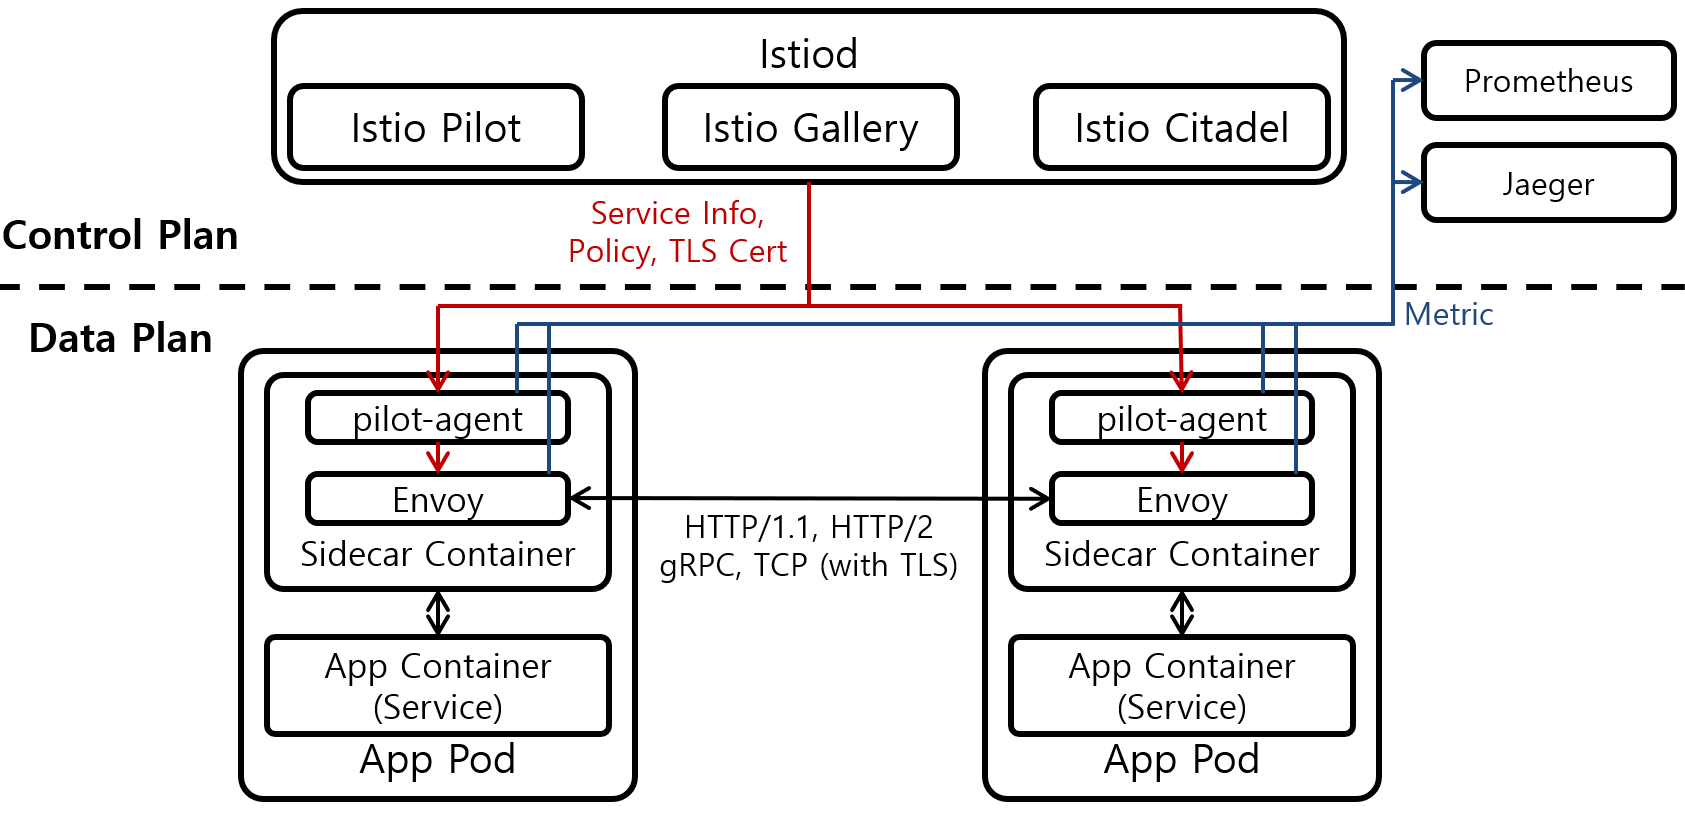 Istiod
Istio Pilot
Istio Gallery
Istio Citadel
Prometheus
Jaeger
Service Info,
Policy, TLS Cert
Control Plan
Data Plan
Metric
pilot-agent
Envoy
Sidecar Container
App Container
(Service)
App Pod
HTTP/1.1, HTTP/2
gRPC, TCP (with TLS)
pilot-agent
Envoy
Sidecar Container
App Container
(Service)
App Pod